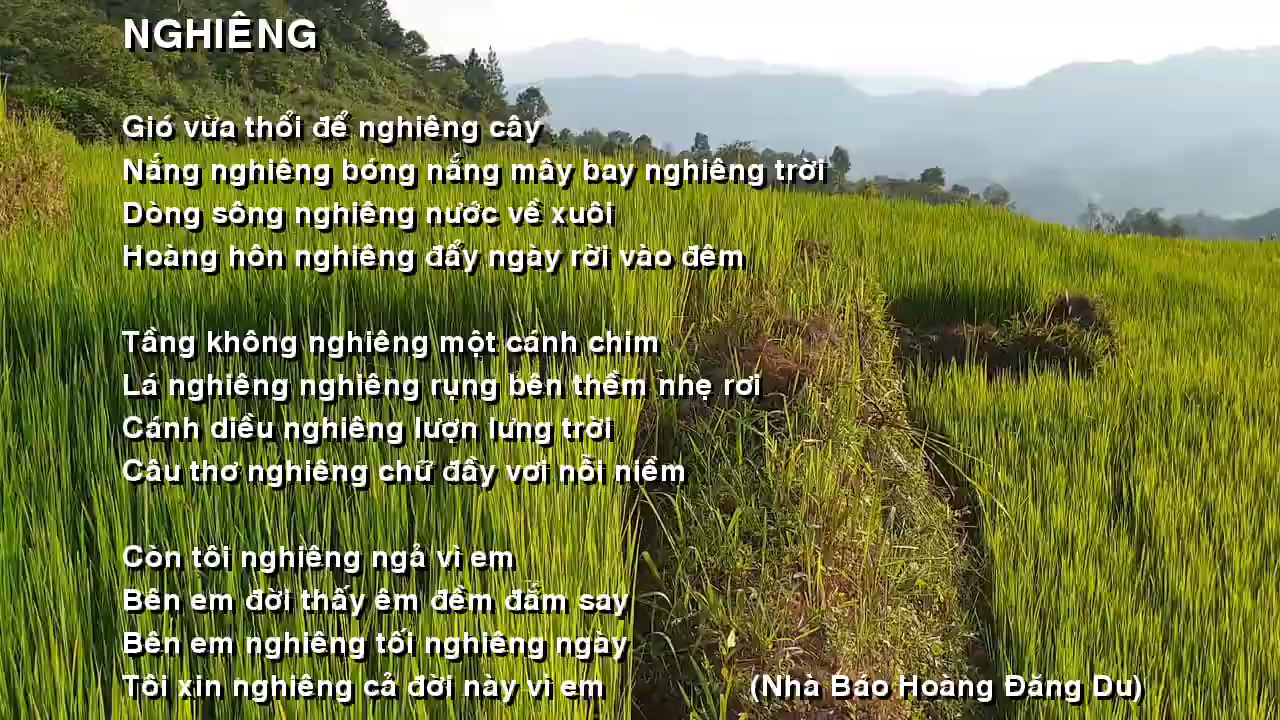 NGHIÊNG
Gió vừa thổi để nghiêng cây
Nắng nghiêng bóng nắng mây bay nghiêng trời
Dòng sông nghiêng nước về xuôi
Hoàng hôn nghiêng đẩy ngày rời vào đêm
Tầng không nghiêng một cánh chim
Lá nghiêng nghiêng rụng bên thềm nhẹ rơi
Cánh diều nghiêng lượn lưng trời
Câu thơ nghiêng chữ đầy vơi nỗi niềm
Còn tôi nghiêng ngả vì em
Bên em đời thấy êm đềm đắm say
Bên em nghiêng tối nghiêng ngày
Tôi xin nghiêng cả đời này vì em (Nhà Báo Hoàng Đăng Du)